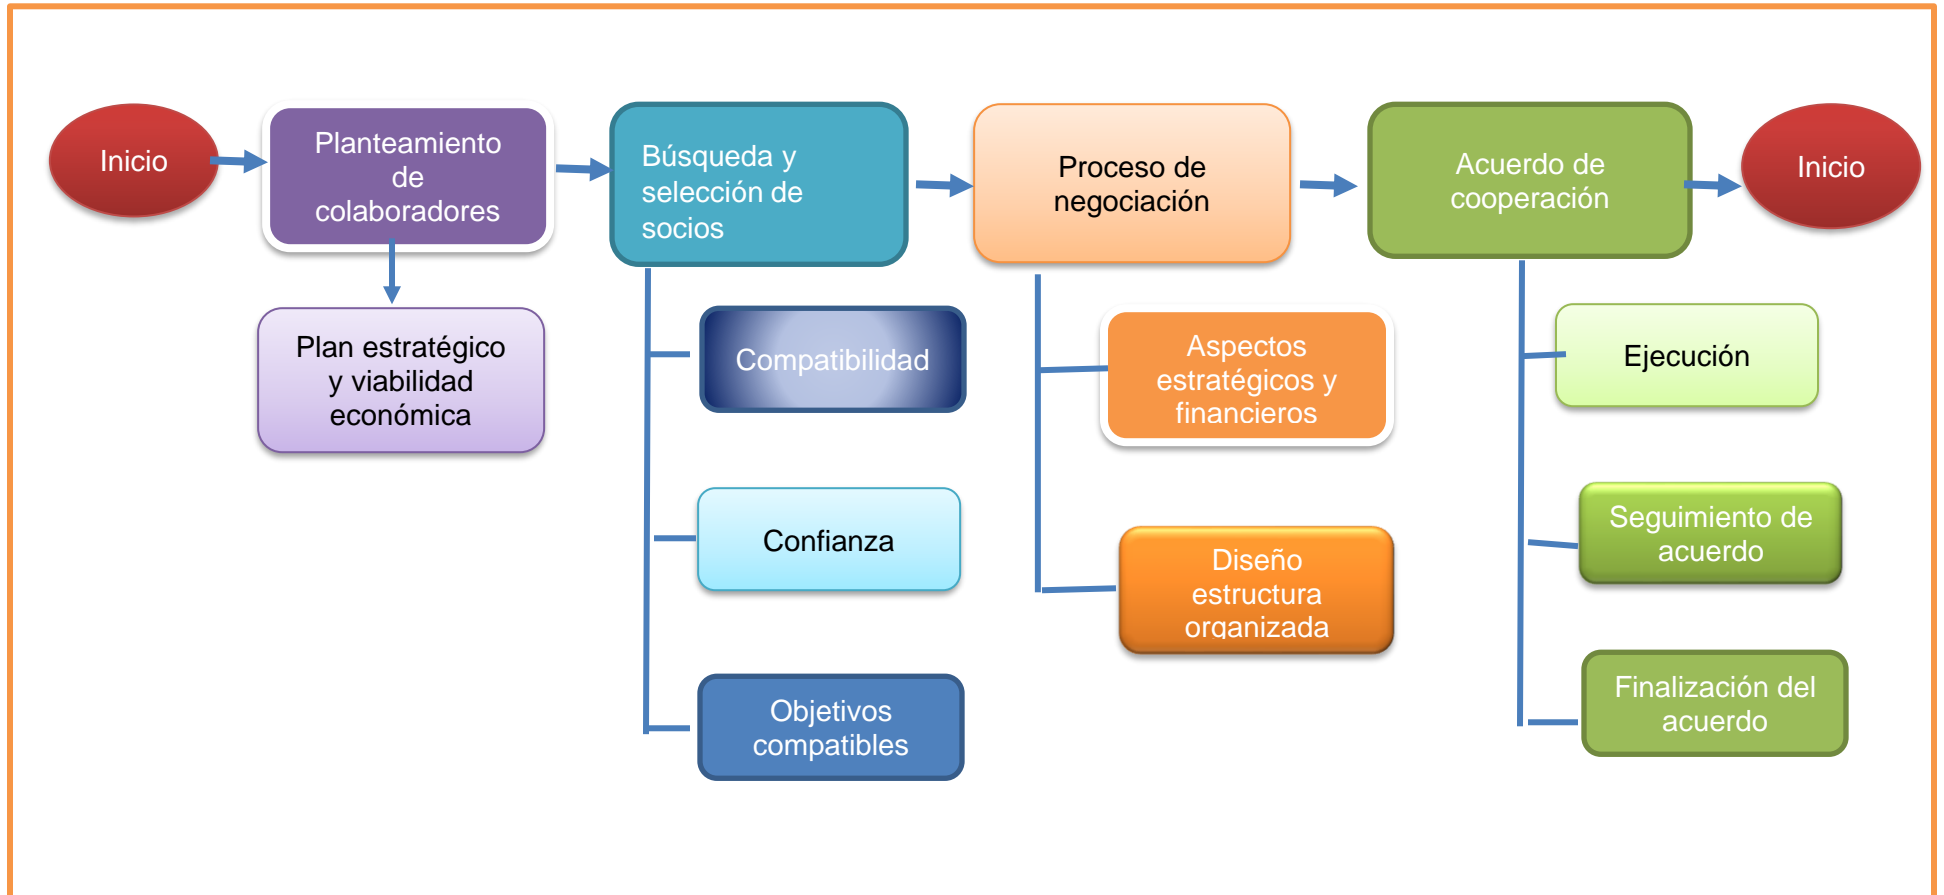 Inicio
Planteamiento
de
colaboradores
Búsqueda y
selección de
socios
Proceso de
negociación
Acuerdo de
cooperación
Inicio
Plan estratégico
y viabilidad
económica
Compatibilidad
Confianza
Objetivos
compatibles
Aspectos
estratégicos y
financieros
Diseño
estructura
organizada
Ejecución
Seguimiento de
acuerdo
Finalización del
acuerdo